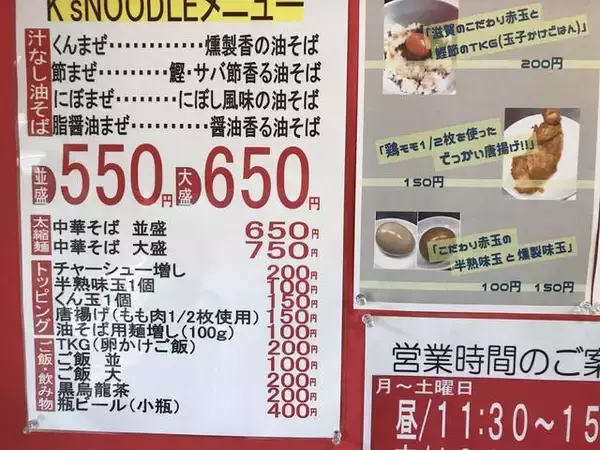 K'sNOODLEメニュー
汁なし油そば
くんまぜ…………燻製香の油そば
節まぜ……鰹・サバ節香る油そば
にぼまぜ……にぼし風味の油そば
脂醤油まぜ………醤油香る油そば
並盛550円 大盛650円
太縮麺
中華そば 並盛 650円
中華そば 大盛 750円
トッピング
チャーシュー増し 200円
半熟味玉1個 100円
くん玉1個 150円
唐揚げ(もも肉1/2枚使用) 150円
油そば用麺増し(100g) 100円
ご飯・飲み物
TKG(卵かけご飯) 200円
ご飯 並 100円
ご飯 大 200円
黒烏龍茶 200円
瓶ビール(小瓶) 400円
「滋賀のこだわり赤玉と
鰹節のTKG(玉子かけごはん)」
200円
「鶏モモ1/2枚を使った
でっかい唐揚げ!!」
150円
「こだわり赤玉の
半熟味玉と燻製味玉」
100円 150円
営業時間のご案
月～土曜日
昼/11:30～15